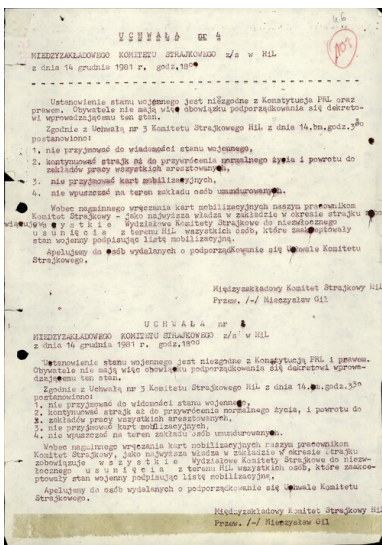 46
U C H W A Ł A nr 4
MIĘDZYZAKŁADOWEGO KOMITETU STRAJKOWEGO z/s w HiL
z dnia 14 grudnia 1981 r. godz,18oo
Ustanowienie stanu wojennego jest niezgodne z Konstytucja PRL oraz
prawem. Obywatele nie mają więc obowiązku podporządkowania się dekreto-
wi wprowadzającemu ten stan.
Zgodnie z Uchwałą nr 3 Komitetu Strajkowego HiL z dnia 14.bm.godz.330
postanowiono:
1. nie przyjmować do wiadomości stanu wojennego,
2. kontynuować strajk aż do przywrócenia normalnego życia i powrotu do
zakładów pracy wszystkich aresztowanych,
3. nie przyjmować kart mobilizacyjnych,
4. nie wpuszczać na teren zakładu osób umundurowanych.
Wobec nagminnego wręczania kart mobilizacyjnych naszym pracownikom
Komitet Strajkowy - jako najwyższa władza w zakładzie w okresie strajku
Wydziałowe Komitety Strajkowe do niezwłocznego
u s u n i ę c i a z terenu HiL wszystkich osób, które zaakceptowały
stan wojenny podpisując listę mobilizacyjną.
Apelujemy do osób wydalanych o podporządkowanie się Uchwale Komitetu
Strajkowego.
Międzyzakładowy Komitet Strajkowy HiL
Przew. /-/ Mieczysław Gil
U C H W A Ł A nr
MIĘDZYZAKŁADOWEGO KOMITETU STRAJKOWEGO z/s w HiL
z dnia 14 grudnia 1981 r. godz,18oo
Ustanowienie stanu wojennego jest niezgodne z Konstytucją PRL i prawem.
Obywatele nie mają więc obowiązku podporządkowania się dekretowi wprowa-
dzającemu ten stan.
Zgodnie z Uchwałą nr 3 Komitetu Strajkowego HiL z dnia 14.bm.godz.330
postanowiono:
1. nie przyjmować do wiadomości stanu wojennego,
2. kontynuować strajk aż do przywrócenia normalnego życia, i powrotu do
zakładów pracy wszystkich aresztowanych,
3. nie przyjmować kart mobilizacyjnych,
4. nie wpuszczać na teren zakładu osób umundurowanych.
Wobec nagminnego wręczania kart mobilizacyjnych naszym pracownikom
Komitet Strajkowy, jako najwyższa władza w zakładzie w okresie strajku
zobowiązuje w s z y s t k i e Wydziałowe Komitety Strajkowe do niezw-
łocznego u s u n i ę c i a z terenu HiL wszystkich osób, które zaakce-
ptowały stan wojenny podpisując listę mobilizacyjną.
Apelujemy do osób wydalanych o podporządkowanie się Uchwale Komitetu
Strajkowego.
Międzyzakładowy Komitet Strajkowy HiL
Przew. /-/ Mieczysław Gil